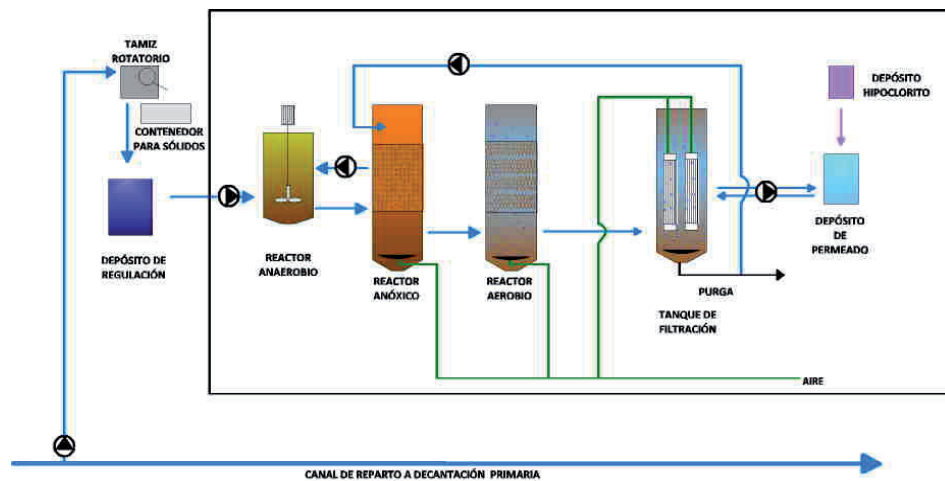 TAMIZ
ROTATORIO
CONTENEDOR
PARA SÓLIDOS
DEPÓSITO DE
REGULACIÓN
REACTOR
ANAEROBIO
REACTOR
ANÓXICO
REACTOR
AEROBIO
TANQUE DE
FILTRACIÓN
PURGA
DEPÓSITO
HIPOCLORITO
DEPÓSITO
DE
PERMEADO
AIRE
CANAL DE REPARTO A DECANTACIÓN PRIMARIA